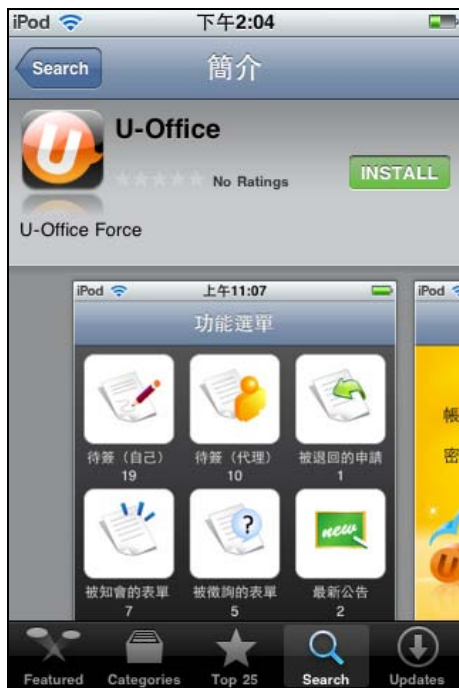 iPod 下午2:04
Search 簡介
U-Office
No Ratings INSTALL
U-Office Force
iPod 上午11:07 iPod
功能選單
待簽（自己） 待簽（代理） 被退回的申請
19 10 1
帳
密
被知會的表單 被徵詢的表單 最新公告
7 5 2
new
Featured Categories Top 25 Search Updates